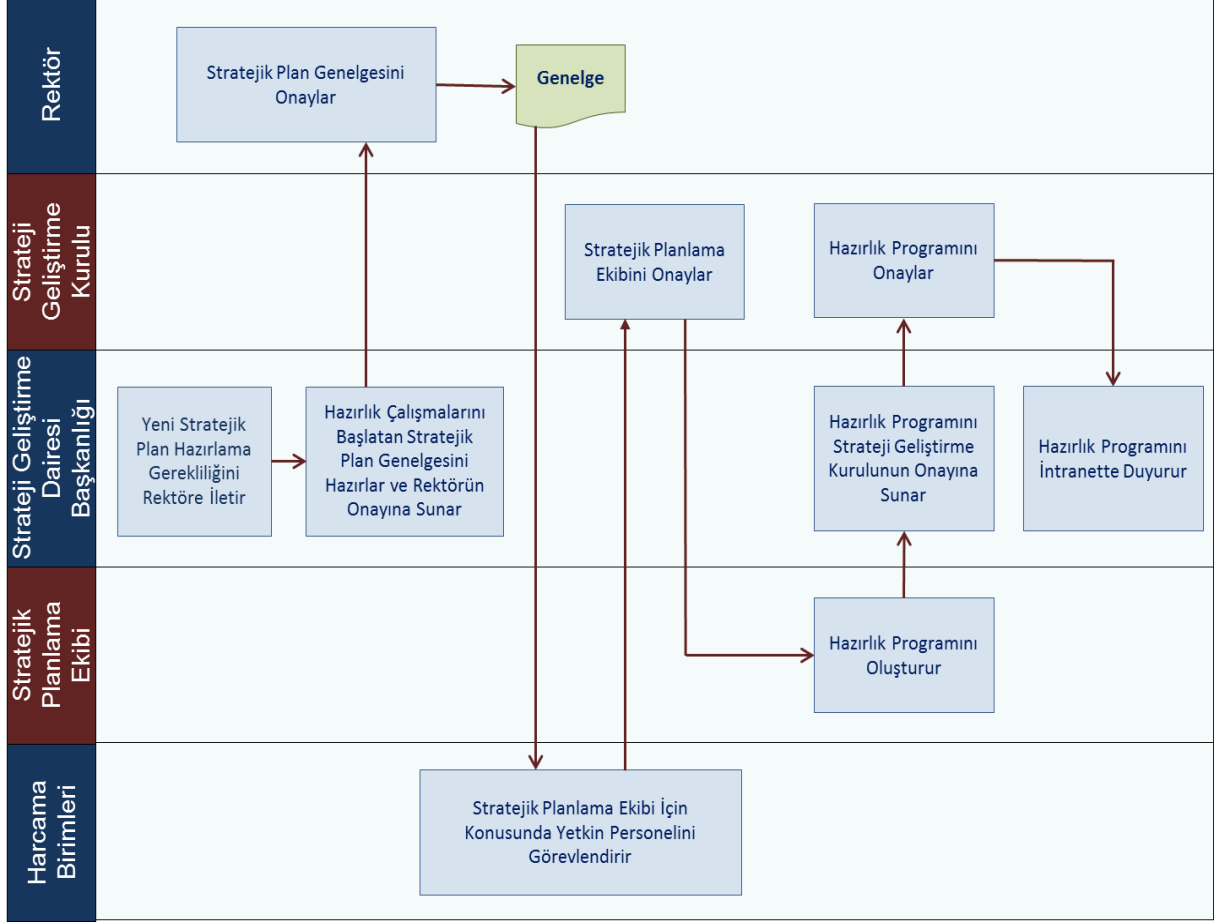 Rektör
Stratejik Plan Genelgesini
Onaylar
Genelge
Strateji
Geliştirme
Kurulu
Stratejik Planlama
Ekibini Onaylar
Hazırlık Programını
Onaylar
Strateji Geliştirme
Dairesi
Başkanlığı
Yeni Stratejik
Plan Hazırlama
Gerekliliğini
Rektöre İletir
Hazırlık Çalışmalarını
Başlatan Stratejik
Plan Genelgesini
Hazırlar ve Rektörün
Onayına Sunar
Hazırlık Programını
Strateji Geliştirme
Kurulunun Onayına
Sunar
Hazırlık Programını
İntranette Duyurur
Stratejik
Planlama
Ekibi
Hazırlık Programını
Oluşturur
Harcama
Birimleri
Stratejik Planlama Ekibi İçin
Konusunda Yetkin Personelini
Görevlendirir